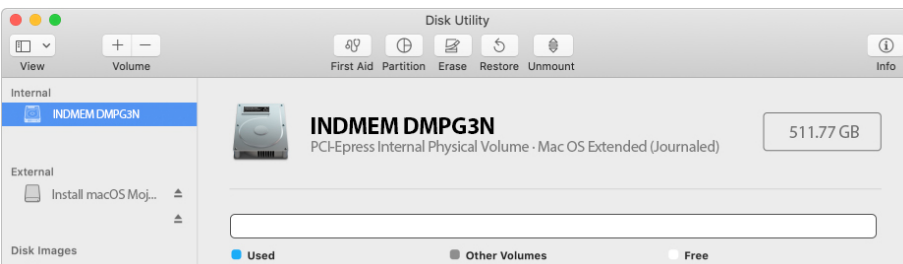 Disk Utility
View
Volume
First Aid Partition Erase Restore Unmount
Info
Internal
INDMEM DMPG3N
External
Install macOS Moj...
Disk Images
INDMEM DMPG3N
PCI-Epress Internal Physical Volume · Mac OS Extended (Journaled)
511.77 GB
Used
Other Volumes
Free